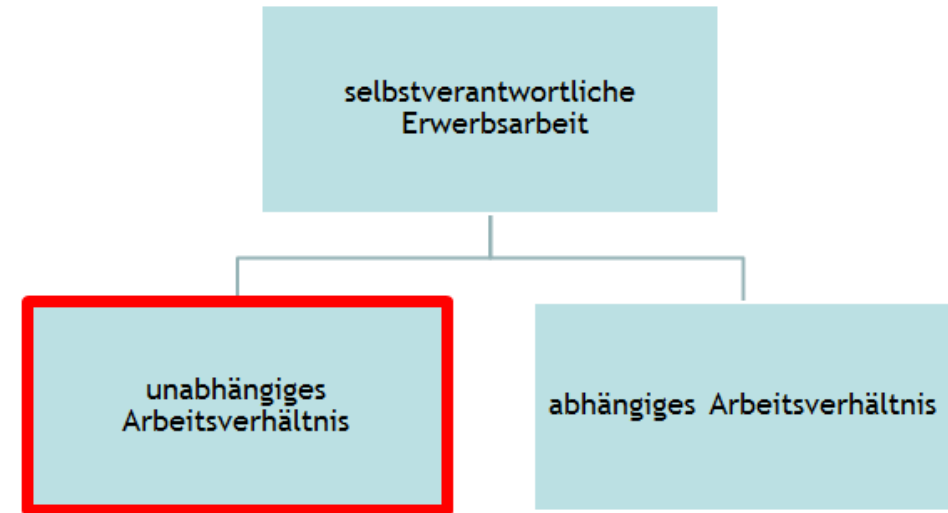 selbstverantwortliche
Erwerbsarbeit
unabhängiges
Arbeitsverhältnis
abhängiges Arbeitsverhältnis